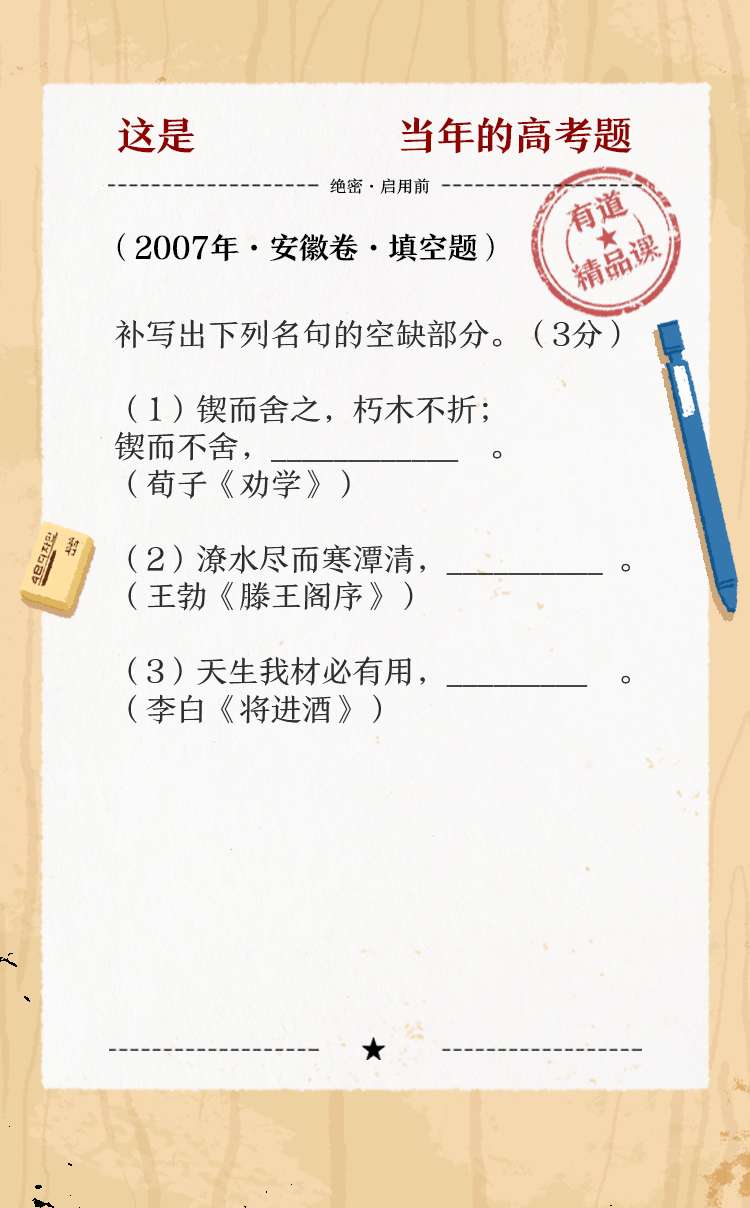 这是 当年的高考题
绝密·启用前
（2007年·安徽卷·填空题）
有道
精品课
补写出下列名句的空缺部分。（3分）
（1）锲而舍之，朽木不折；
锲而不舍，____________ 。
（荀子《劝学》）
（2）潦水尽而寒潭清，__________ 。
（王勃《滕王阁序》）
（3）天生我材必有用，_________ 。
（李白《将进酒》）